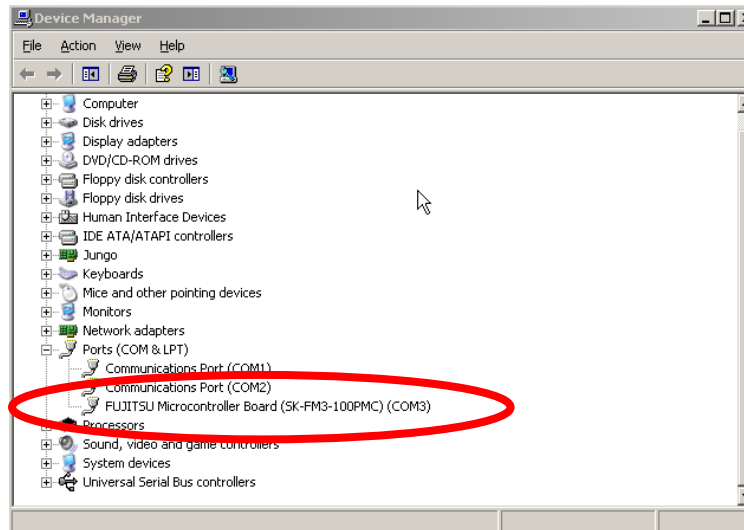 Device Manager
File Action View Help
Computer
Disk drives
Display adapters
DVD/CD-ROM drives
Floppy disk controllers
Floppy disk drives
Human Interface Devices
IDE ATA/ATAPI controllers
Jungo
Keyboards
Mice and other pointing devices
Monitors
Network adapters
Ports (COM & LPT)
Communications Port (COM1)
Communications Port (COM2)
FUJITSU Microcontroller Board (SK-FM3-100PMC) (COM3)
Processors
Sound, video and game controllers
System devices
Universal Serial Bus controllers